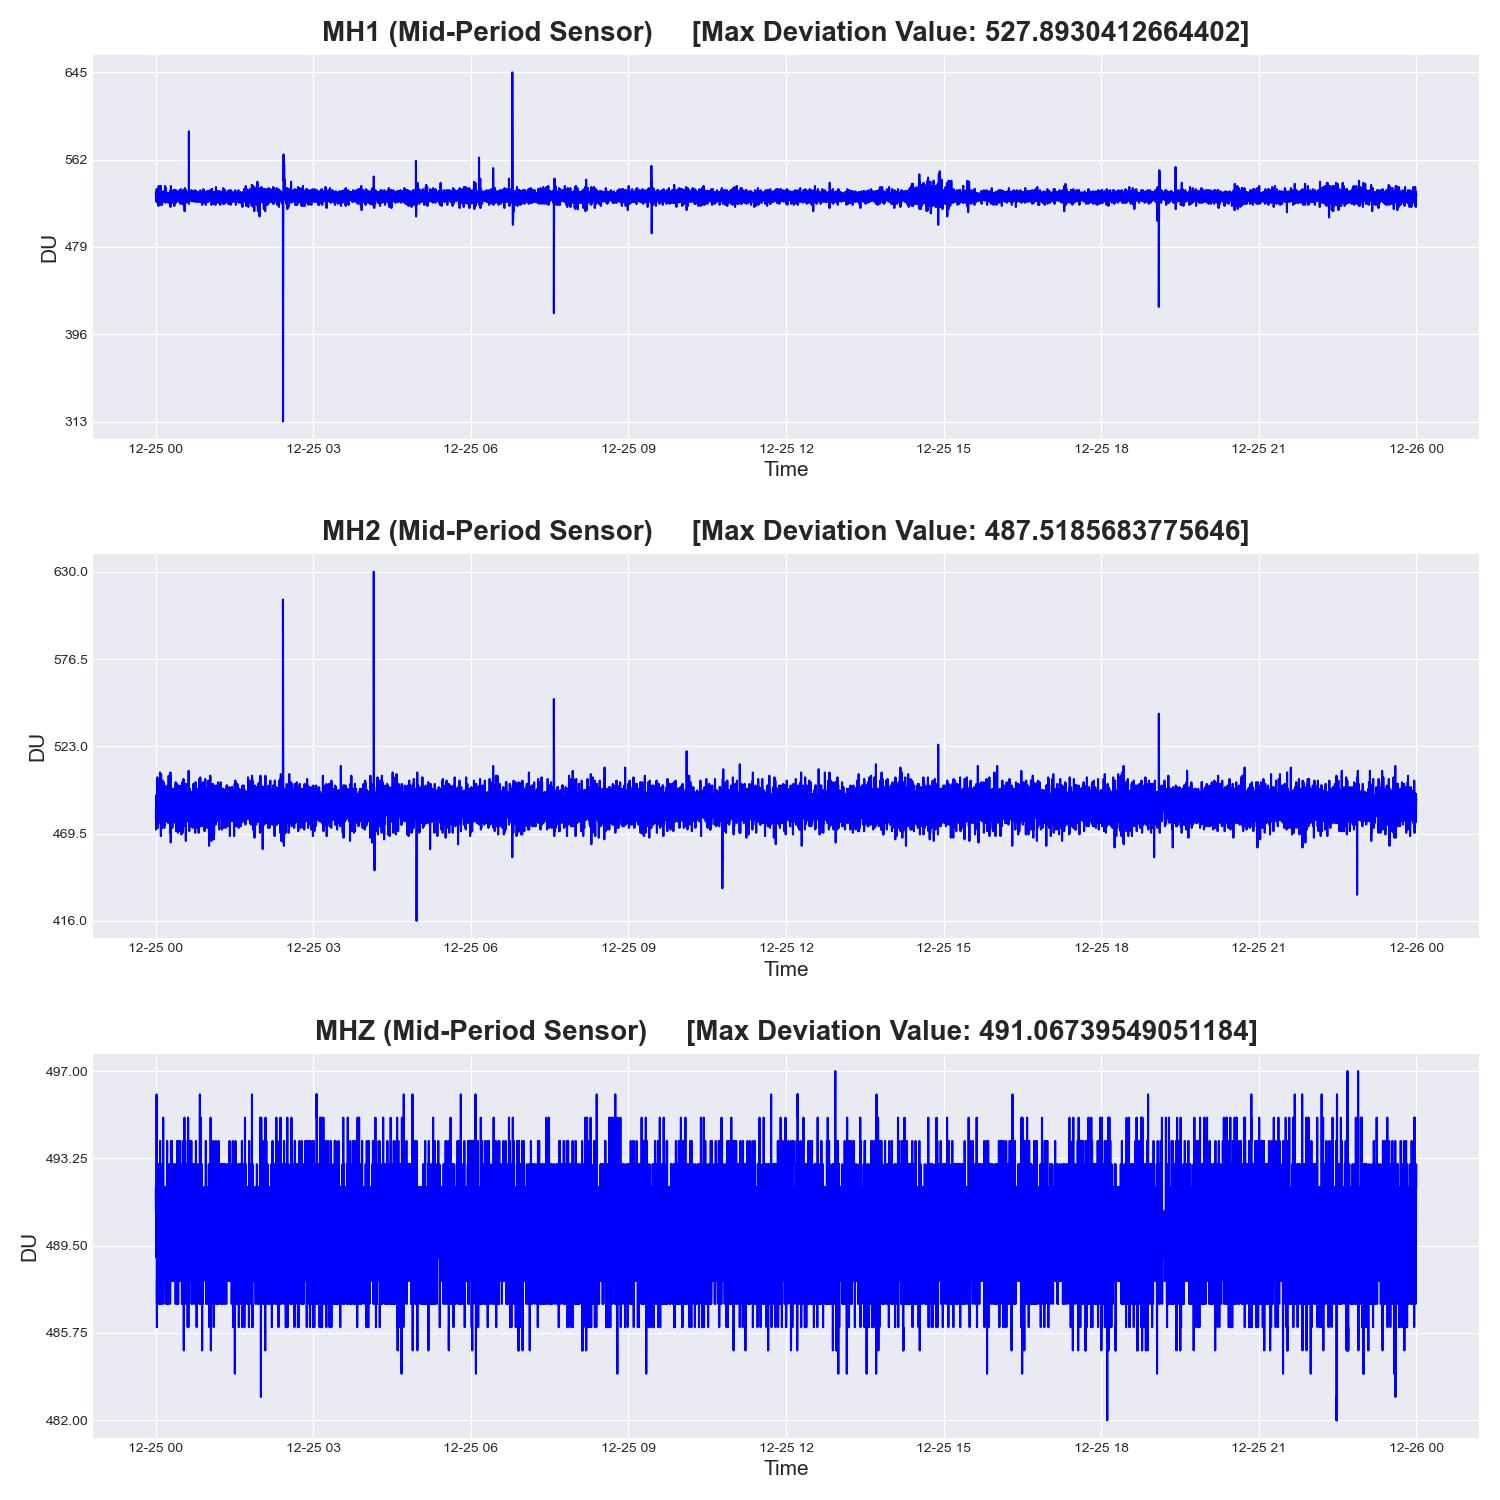 MH1 (Mid-Period Sensor) [Max Deviation Value: 527.8930412664402]
645
562
479
396
313
DU
12-25 00 12-25 03 12-25 06 12-25 09 12-25 12 12-25 15 12-25 18 12-25 21 12-26 00
Time
MH2 (Mid-Period Sensor) [Max Deviation Value: 487.5185683775646]
630.0
576.5
523.0
469.5
416.0
DU
12-25 00 12-25 03 12-25 06 12-25 09 12-25 12 12-25 15 12-25 18 12-25 21 12-26 00
Time
MHZ (Mid-Period Sensor) [Max Deviation Value: 491.06739549051184]
497.00
493.25
489.50
485.75
482.00
DU
12-25 00 12-25 03 12-25 06 12-25 09 12-25 12 12-25 15 12-25 18 12-25 21 12-26 00
Time